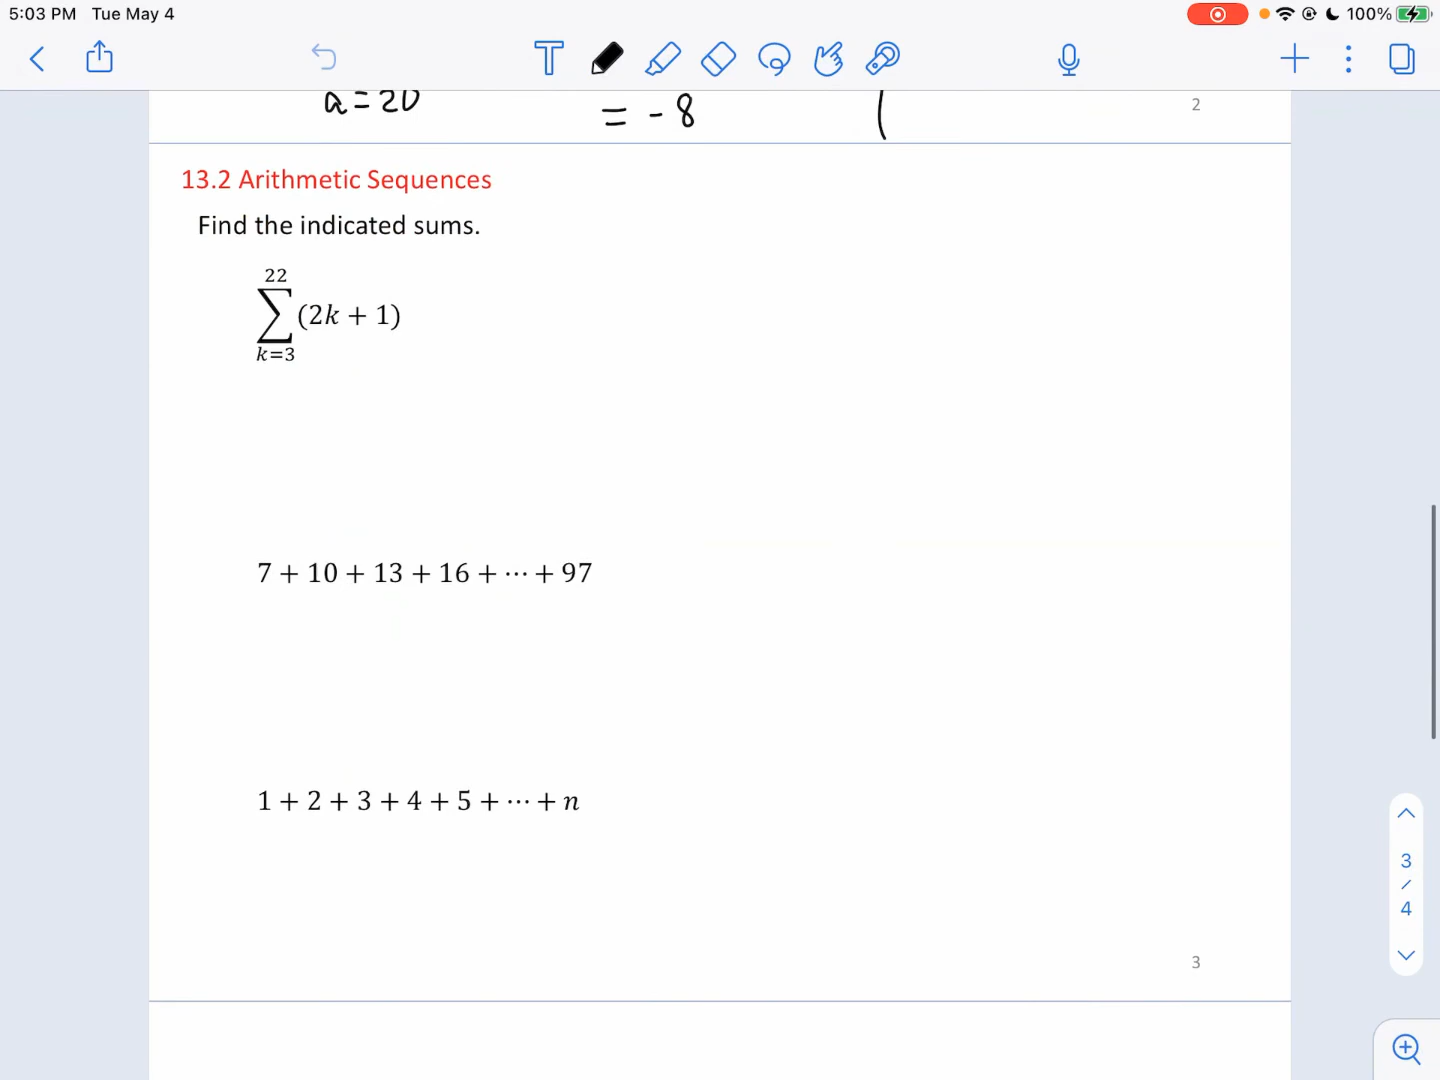 5:03 PM Tue May 4
100%
T
a = 20
= - 8
2
13.2 Arithmetic Sequences
Find the indicated sums.
22
∑(2k + 1)
k=3
7 + 10 + 13 + 16 + ⋯ + 97
1 + 2 + 3 + 4 + 5 + ⋯ + n
3
3
/
4